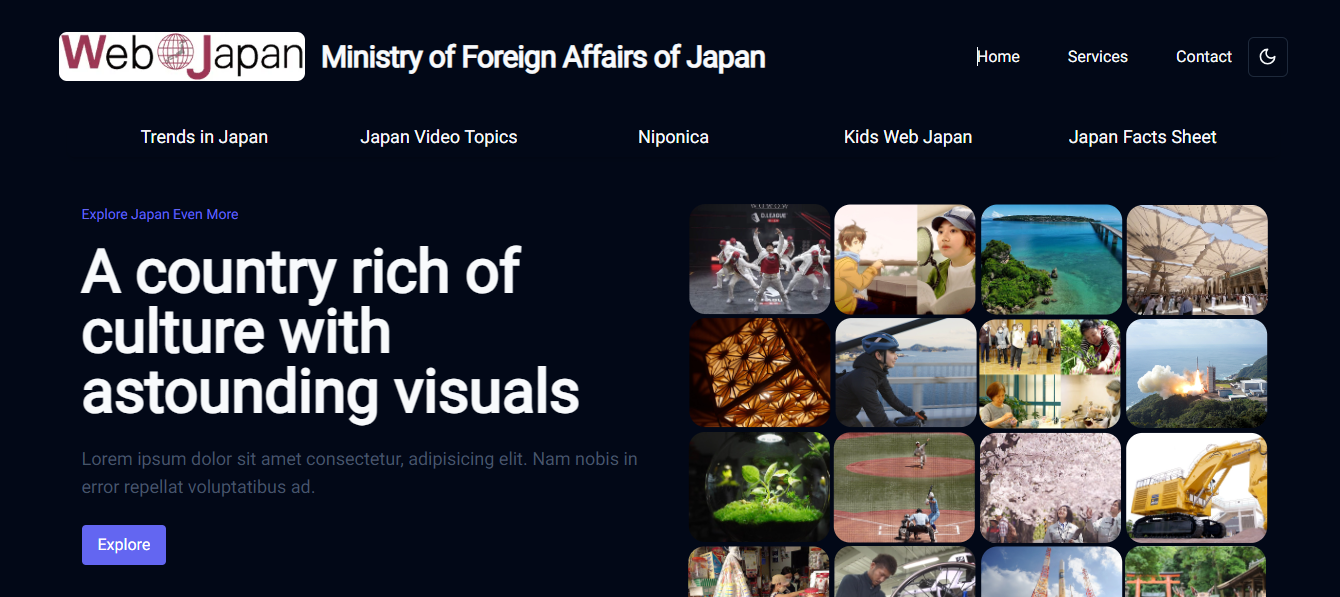 Web Japan
Ministry of Foreign Affairs of Japan
Home
Services
Contact
Trends in Japan
Japan Video Topics
Niponica
Kids Web Japan
Japan Facts Sheet
Explore Japan Even More
A country rich of
culture with
astounding visuals
Lorem ipsum dolor sit amet consectetur, adipisicing elit. Nam nobis in
error repellat voluptatibus ad.
Explore
D.LEAGUE